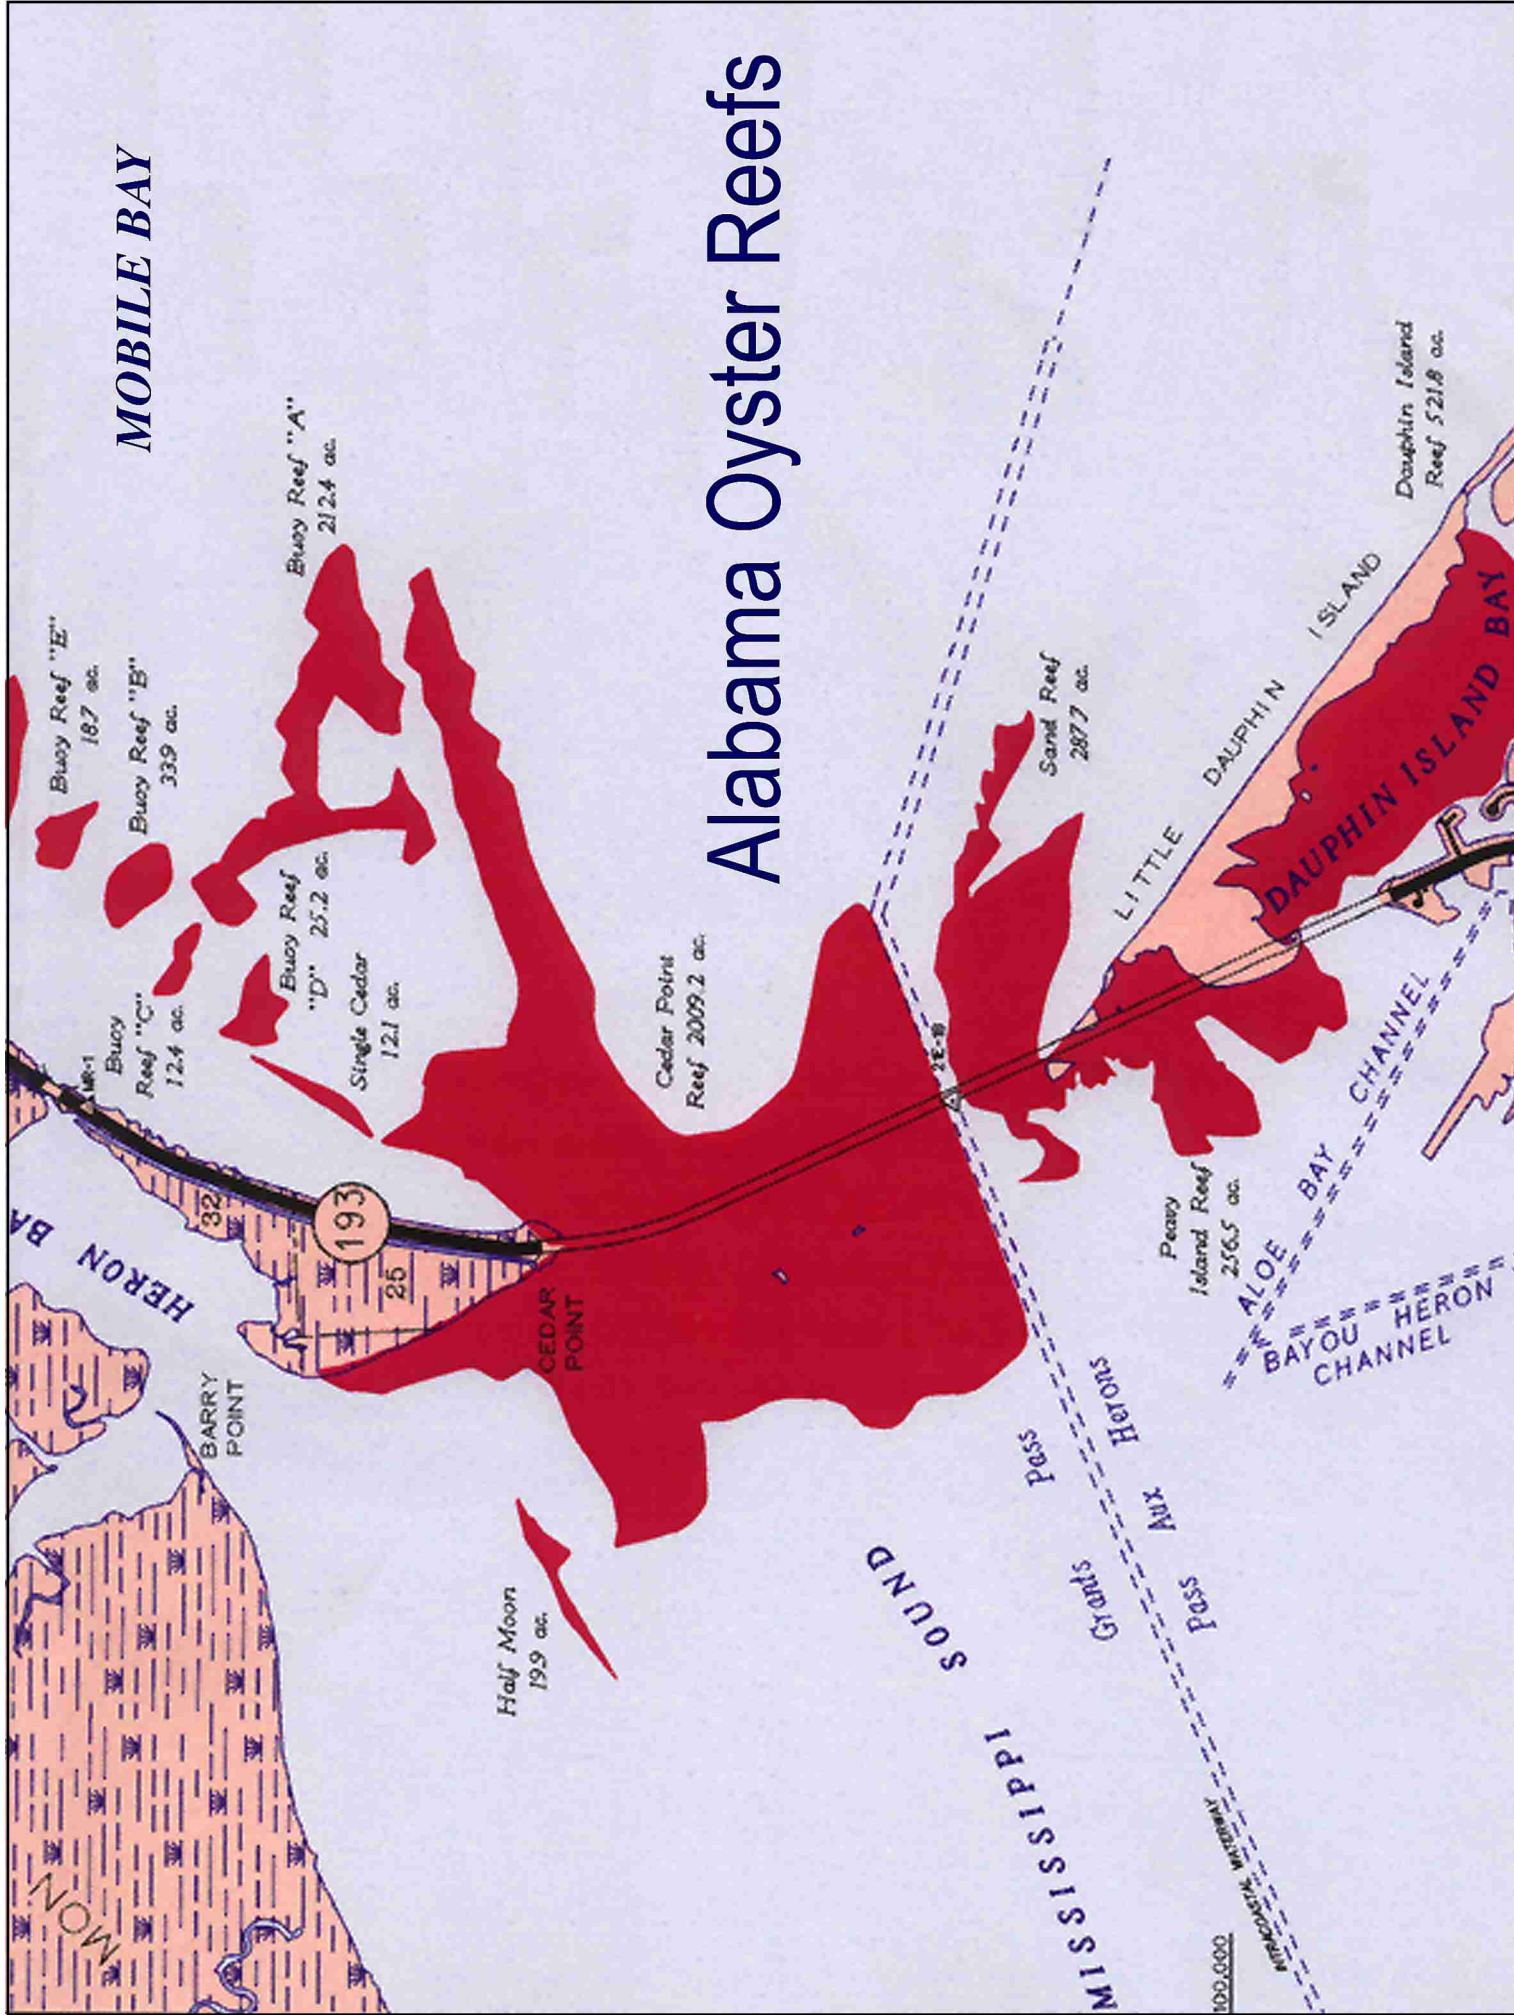 MOBILE BAY
Alabama Oyster Reefs
Buoy Reef "E"
18.7 ac.
Buoy Reef "B"
33.9 ac.
Buoy Reef "A"
212.4 ac.
Buoy
Reef "C"
12.4 ac.
Buoy Reef
"D" 25.2 ac.
Single Cedar
12.1 ac.
Cedar Point
Reef 2009.2 ac.
Half Moon
19.9 ac.
Sand Reef
287.7 ac.
Dauphin Island
Reef 521.8 ac.
Peavy
Island Reef
256.5 ac.
HERON BA
BARRY
POINT
CEDAR
POINT
193
32
25
MON
LITTLE DAUPHIN ISLAND
DAUPHIN ISLAND BAY
ALOE BAY CHANNEL
BAYOU HERON
CHANNEL
Grants Pass
Pass Aux Herons
MISSISSIPPI SOUND
INTRACOASTAL WATERWAY
100,000